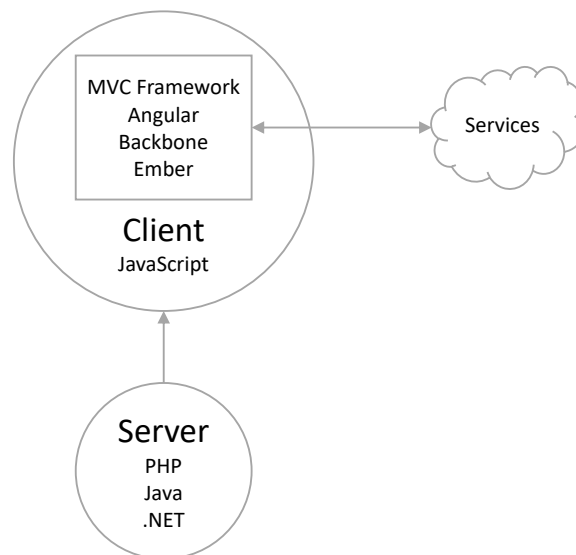 MVC Framework
Angular
Backbone
Ember
Services
Client
JavaScript
Server
PHP
Java
.NET